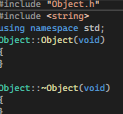 #include "Object.h"
#include <string>
using namespace std;
Object::Object(void)
{
}
Object::~Object(void)
{
}